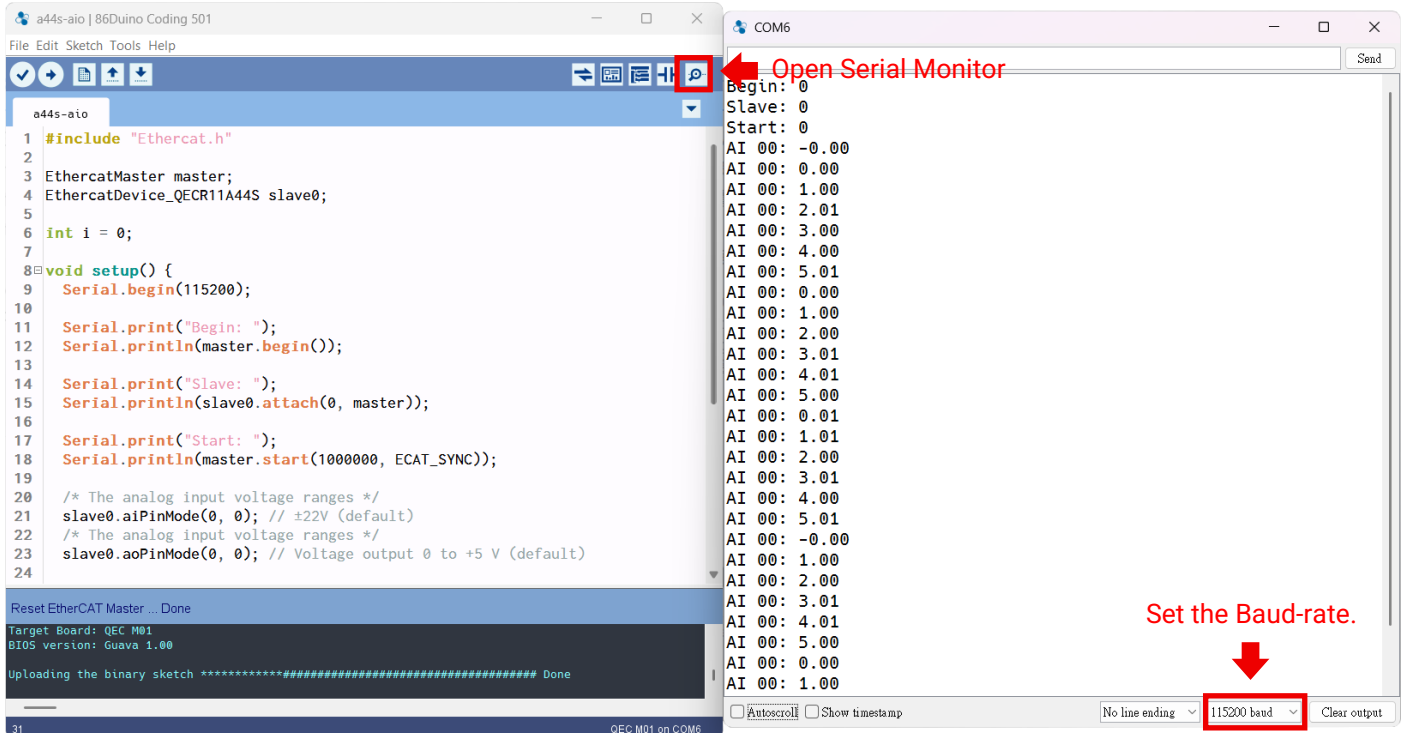 a44s-aio | 86Duino Coding 501
File Edit Sketch Tools Help
a44s-aio
1 #include "Ethercat.h"
2
3 EthercatMaster master;
4 EthercatDevice_QECR11A44S slave0;
5
6 int i = 0;
7
8 void setup() {
9 Serial.begin(115200);
10
11 Serial.print("Begin: ");
12 Serial.println(master.begin());
13
14 Serial.print("Slave: ");
15 Serial.println(slave0.attach(0, master));
16
17 Serial.print("Start: ");
18 Serial.println(master.start(1000000, ECAT_SYNC));
19
20 /* The analog input voltage ranges */
21 slave0.aiPinMode(0, 0); // ±22V (default)
22 /* The analog input voltage ranges */
23 slave0.aoPinMode(0, 0); // Voltage output 0 to +5 V (default)
24
Reset EtherCAT Master ... Done
Target Board: QEC M01
BIOS version: Guava 1.00
Uploading the binary sketch ************##################################### Done
31
QEC M01 on COM6
COM6
Send
Open Serial Monitor
Begin: 0
Slave: 0
Start: 0
AI 00: -0.00
AI 00: 0.00
AI 00: 1.00
AI 00: 2.01
AI 00: 3.00
AI 00: 4.00
AI 00: 5.01
AI 00: 0.00
AI 00: 1.00
AI 00: 2.00
AI 00: 3.01
AI 00: 4.01
AI 00: 5.00
AI 00: 0.01
AI 00: 1.01
AI 00: 2.00
AI 00: 3.01
AI 00: 4.00
AI 00: 5.01
AI 00: -0.00
AI 00: 1.00
AI 00: 2.00
AI 00: 3.01
AI 00: 4.01
AI 00: 5.00
AI 00: 0.00
AI 00: 1.00
Set the Baud-rate.
Autoscroll Show timestamp
No line ending
115200 baud
Clear output